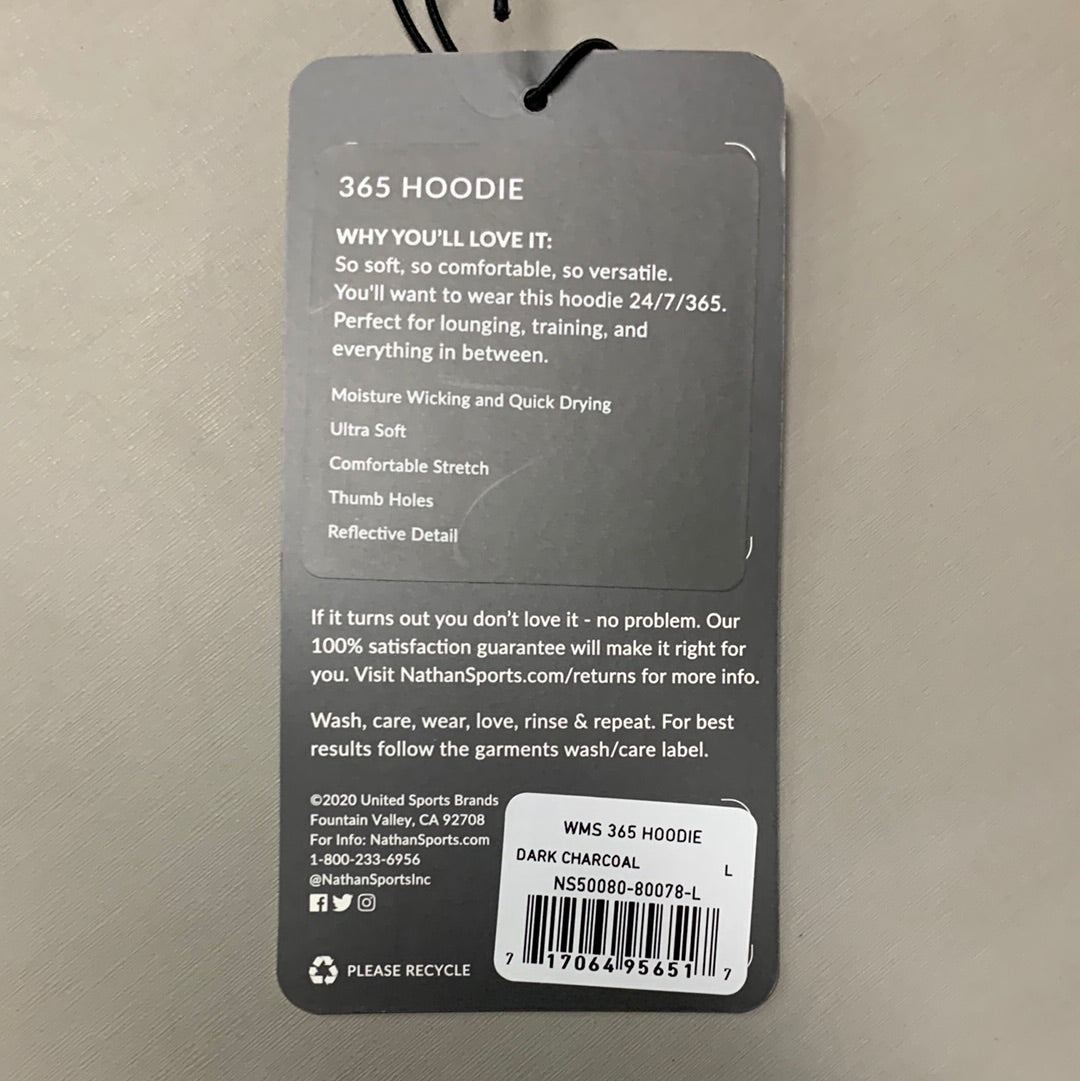 365 HOODIE
WHY YOU'LL LOVE IT:
So soft, so comfortable, so versatile.
You'll want to wear this hoodie 24/7/365.
Perfect for lounging, training, and
everything in between.
Moisture Wicking and Quick Drying
Ultra Soft
Comfortable Stretch
Thumb Holes
Reflective Detail
If it turns out you don't love it - no problem. Our
100% satisfaction guarantee will make it right for
you. Visit NathanSports.com/returns for more info.
Wash, care, wear, love, rinse & repeat. For best
results follow the garments wash/care label.
©2020 United Sports Brands
Fountain Valley, CA 92708
For Info: NathanSports.com
1-800-233-6956
@NathanSportsInc
PLEASE RECYCLE
WMS 365 HOODIE
DARK CHARCOAL L
NS50080-80078-L
7 17064 95651 7